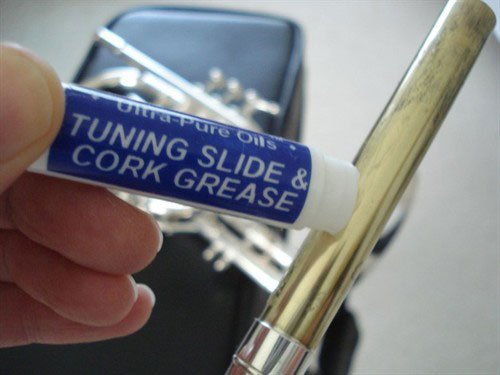 • Ultra-Pure Oils •
TUNING SLIDE &
CORK GREASE